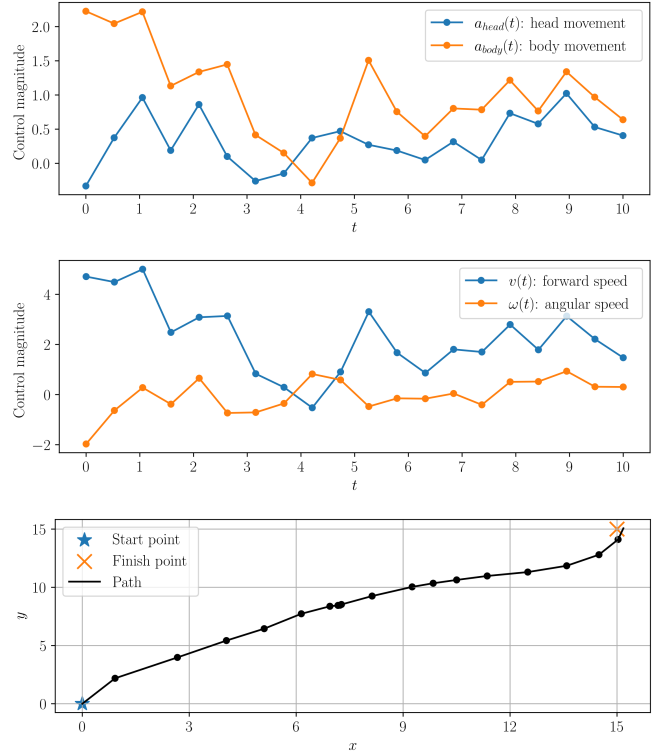 2.0
1.5
1.0
0.5
0.0
Control magnitude
a_head(t): head movement
a_body(t): body movement
0 1 2 3 4 5 6 7 8 9 10
t
4
2
0
−2
Control magnitude
v(t): forward speed
ω(t): angular speed
0 1 2 3 4 5 6 7 8 9 10
t
15
10
5
0
y
Start point
Finish point
Path
0 3 6 9 12 15
x